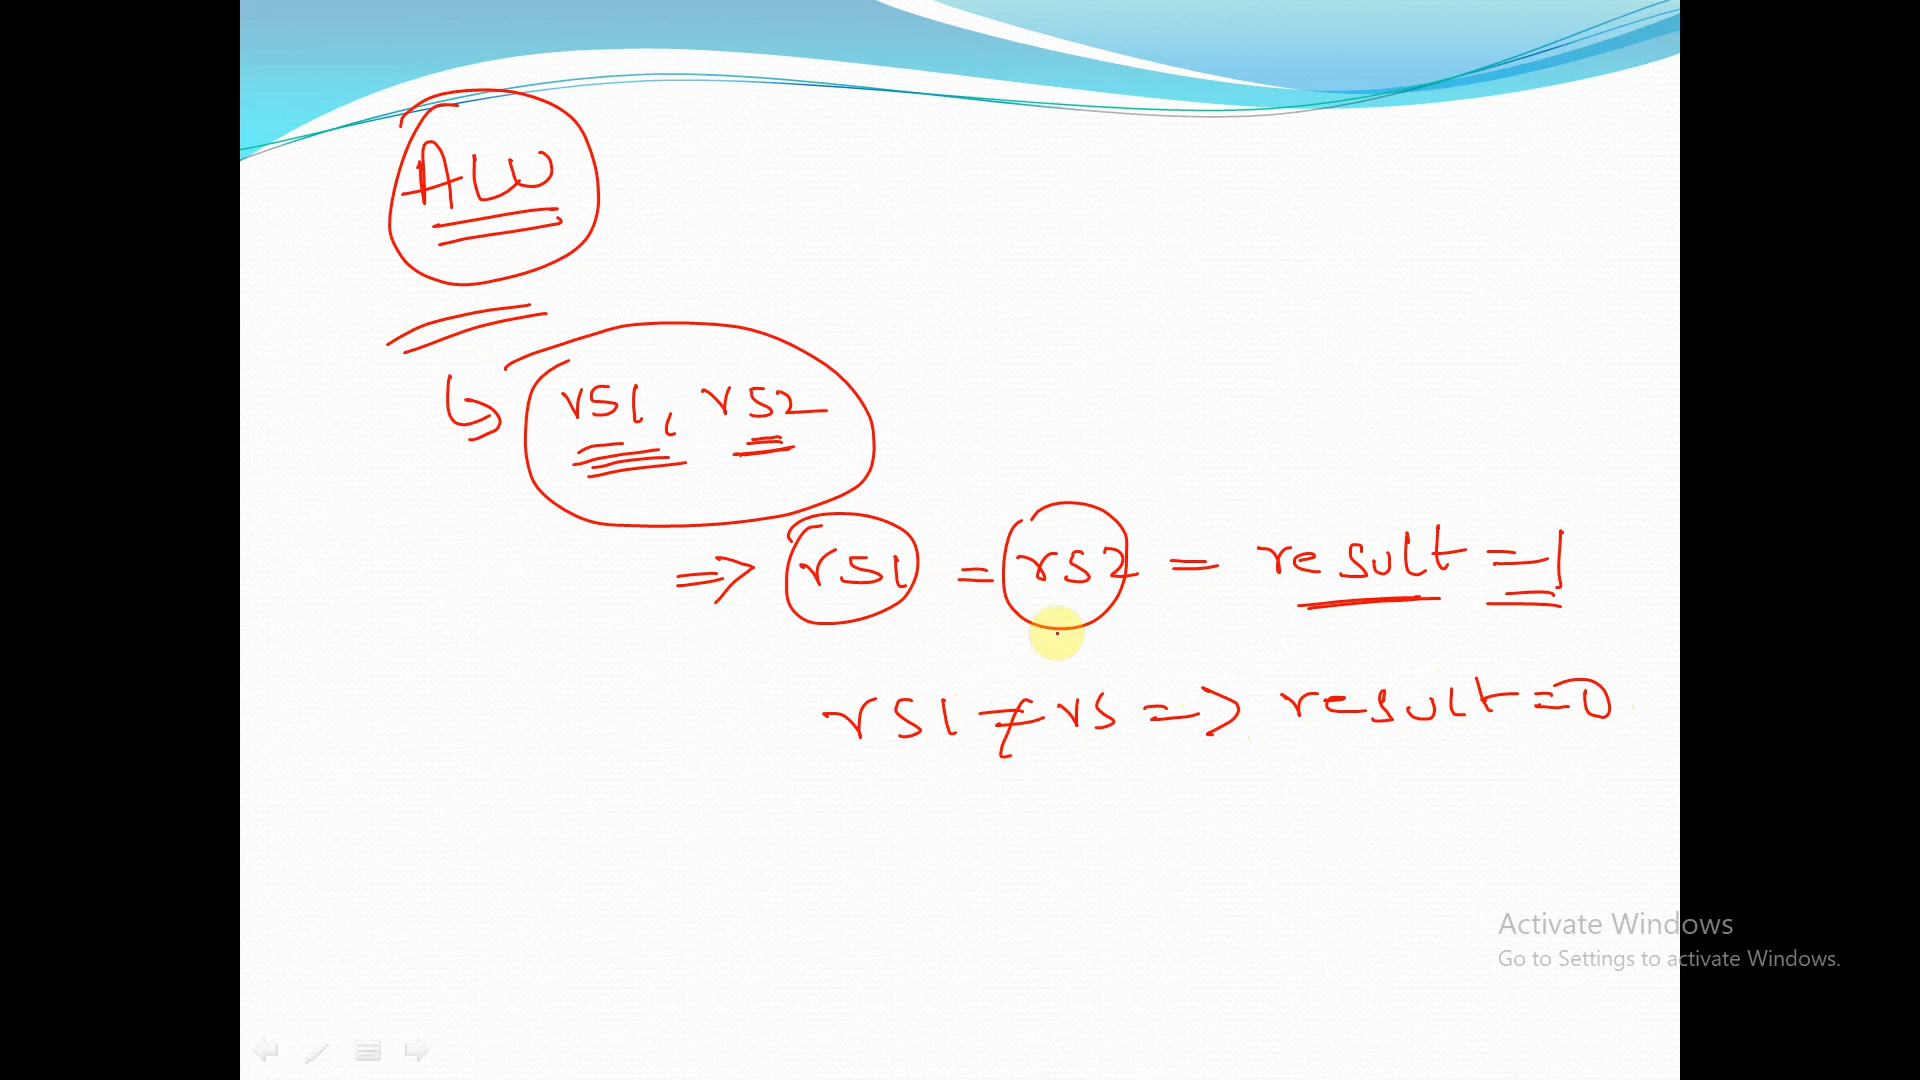 ALU
rs1, rs2
=> rs1 = rs2 = result = 1
rs1 ≠ rs => result = 0
Activate Windows
Go to Settings to activate Windows.